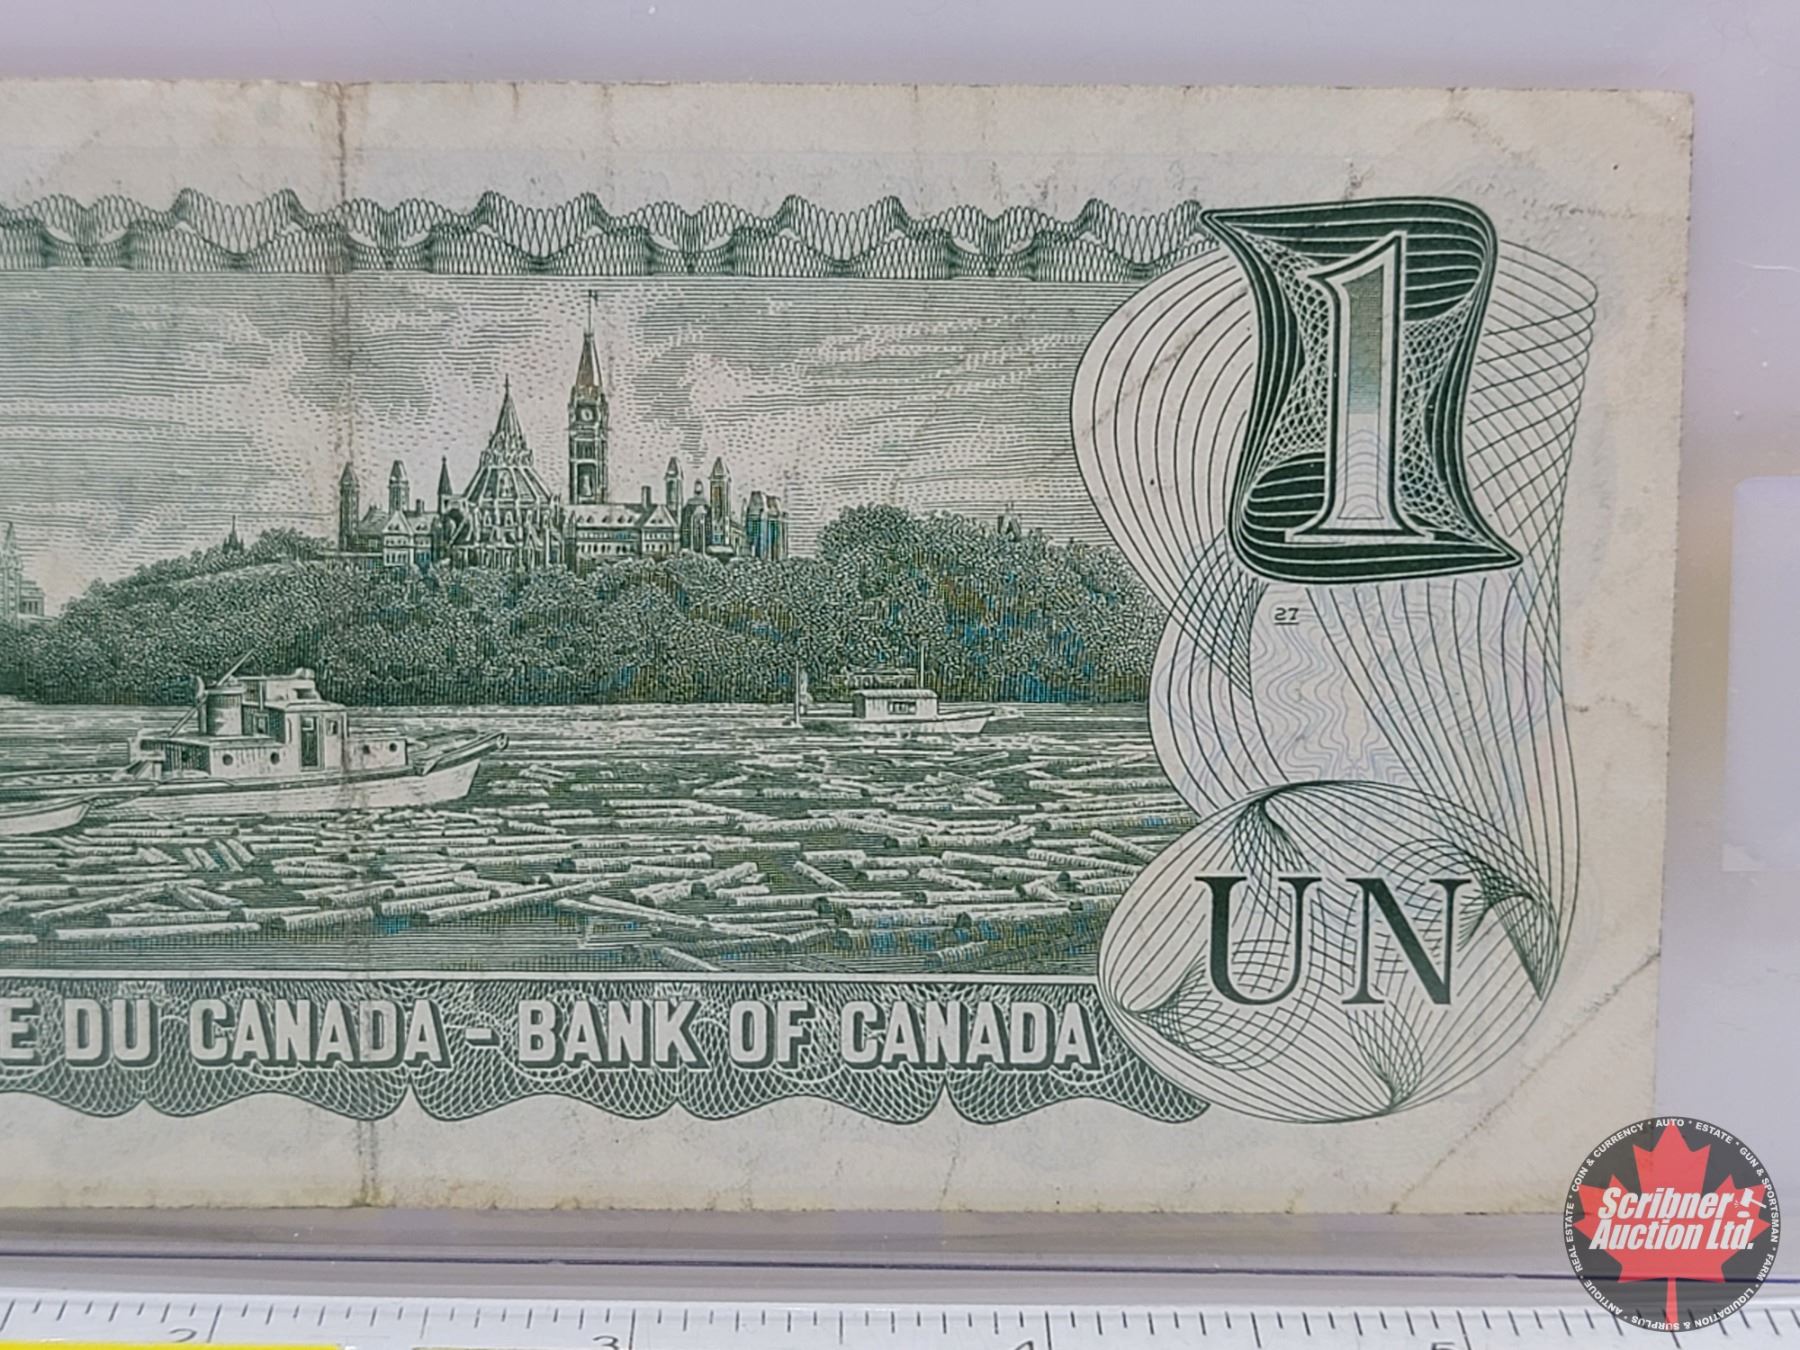 1
27
UN
E DU CANADA - BANK OF CANADA
COIN & CURRENCY • AUTO • ESTATE • GUN & SPORTSMAN • FARM • LIQUIDATION & SURPLUS • ANTIQUE • REAL ESTATE •
Scribner
Auction Ltd.
2 3 4 5